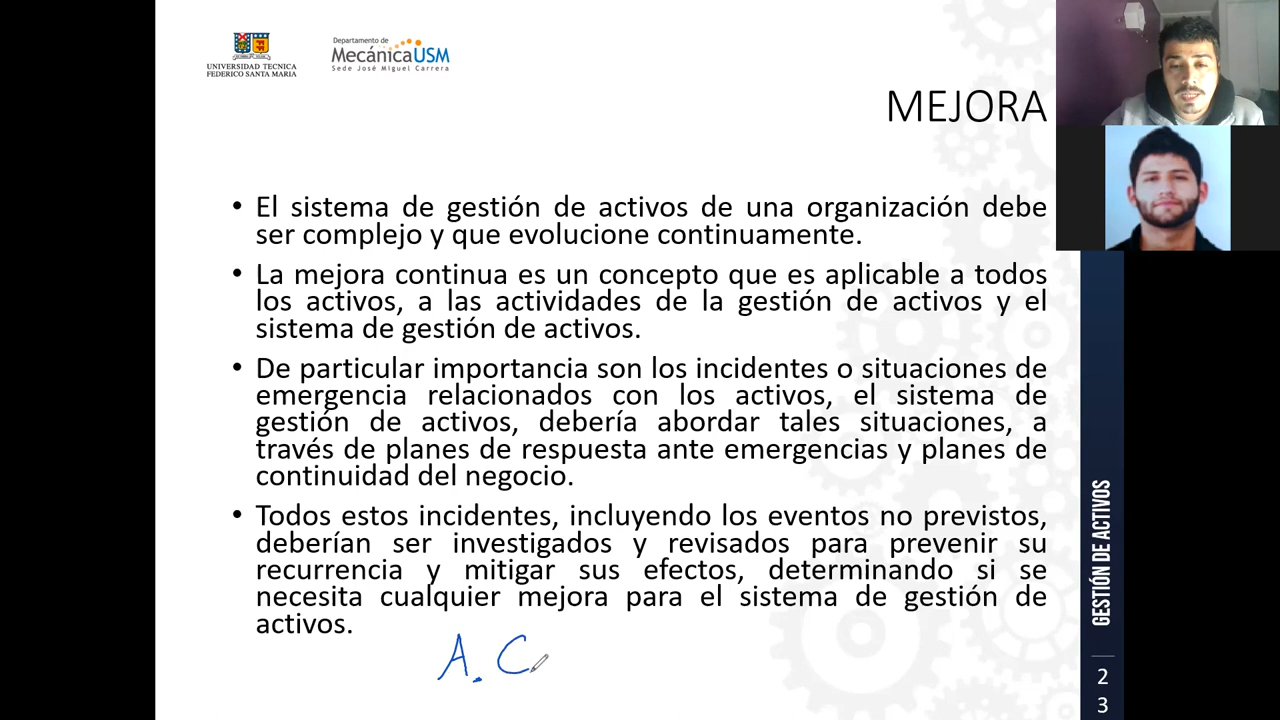 UNIVERSIDAD TECNICA
FEDERICO SANTA MARIA
Departamento de
MecánicaUSM
Sede José Miguel Carrera
MEJORA
• El sistema de gestión de activos de una organización debe
ser complejo y que evolucione continuamente.
• La mejora continua es un concepto que es aplicable a todos
los activos, a las actividades de la gestión de activos y el
sistema de gestión de activos.
• De particular importancia son los incidentes o situaciones de
emergencia relacionados con los activos, el sistema de
gestión de activos, debería abordar tales situaciones, a
través de planes de respuesta ante emergencias y planes de
continuidad del negocio.
• Todos estos incidentes, incluyendo los eventos no previstos,
deberían ser investigados y revisados para prevenir su
recurrencia y mitigar sus efectos, determinando si se
necesita cualquier mejora para el sistema de gestión de
activos.
A. C
GESTIÓN DE ACTIVOS
2
3